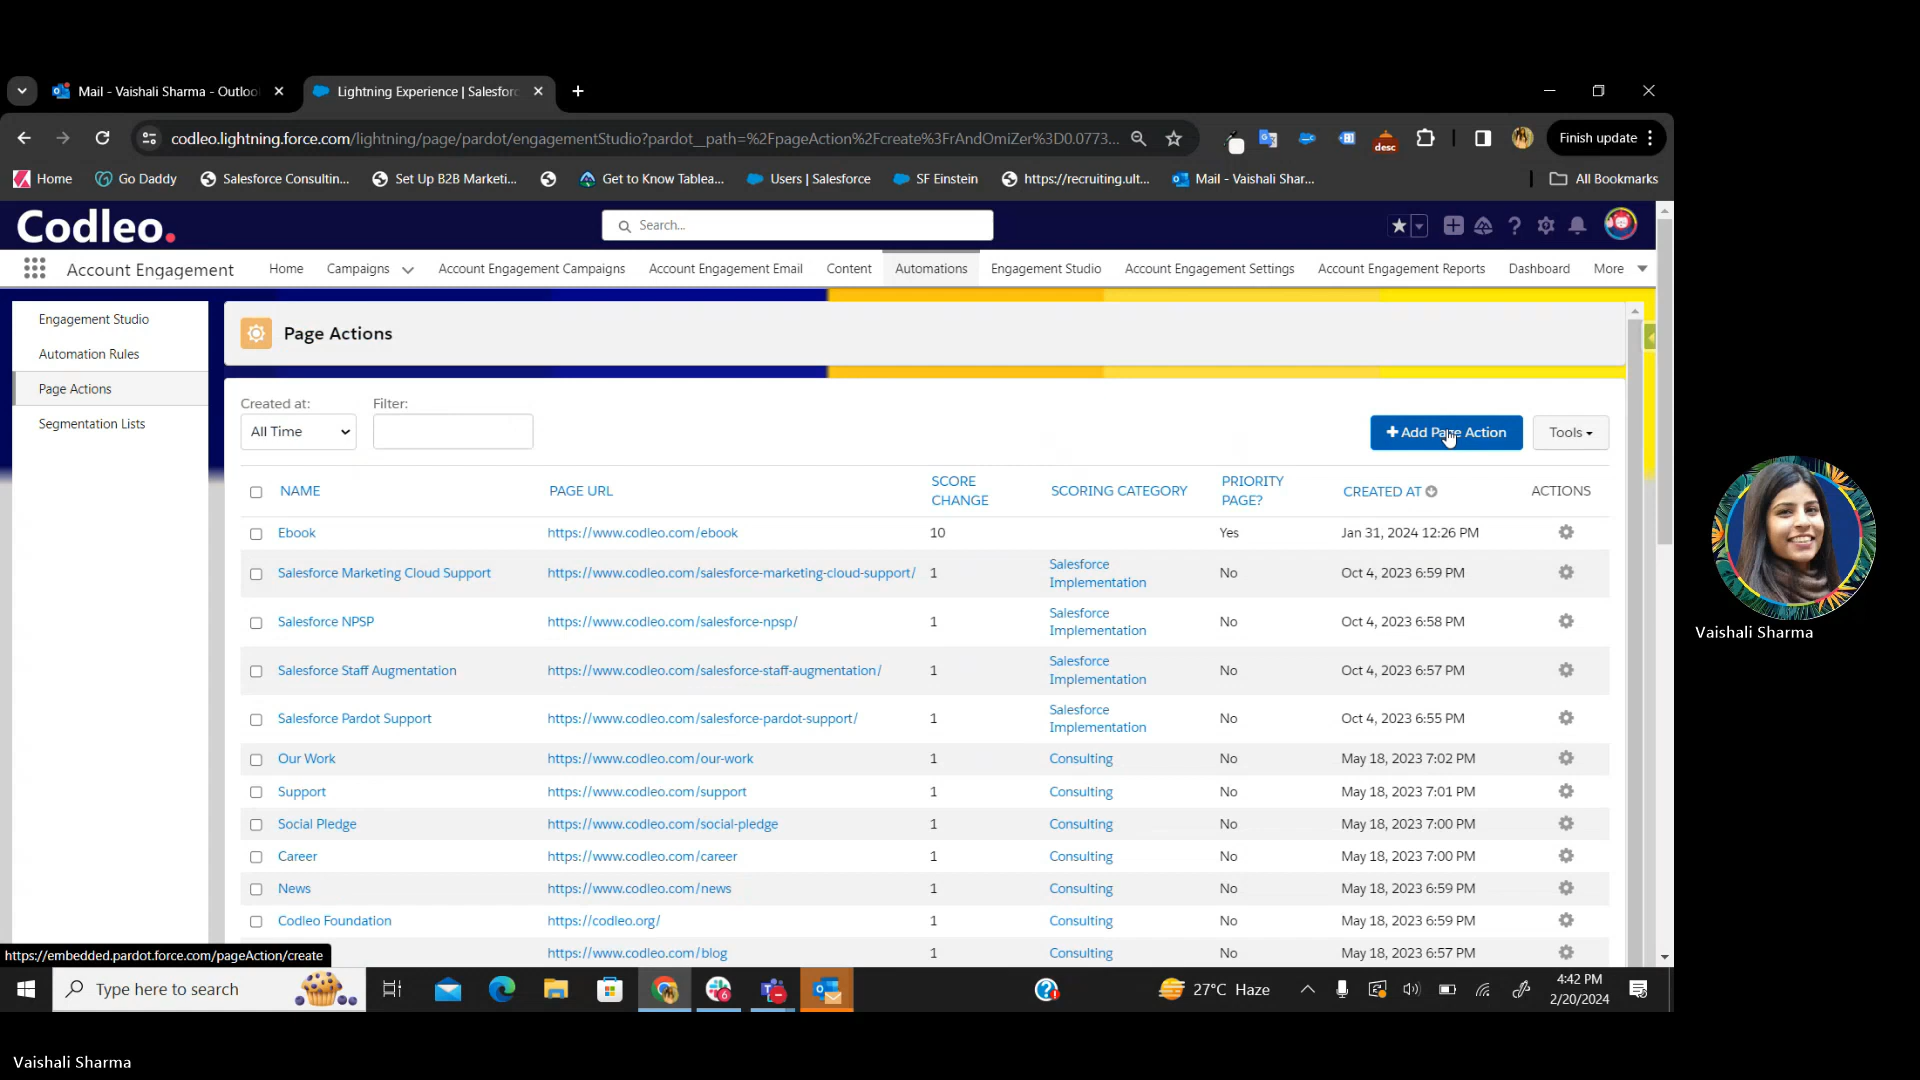 Mail - Vaishali Sharma - Outloo
Lightning Experience | Salesforc
codleo.lightning.force.com/lightning/page/pardot/engagementStudio?pardot__path=%2FpageAction%2Fcreate%3FrAndOmiZer%3D0.0773...
desc
Finish update
Home
Go Daddy
Salesforce Consultin...
Set Up B2B Marketi...
Get to Know Tablea...
Users | Salesforce
SF Einstein
https://recruiting.ult...
Mail - Vaishali Shar...
All Bookmarks
Codleo.
Search...
Account Engagement
Home
Campaigns
Account Engagement Campaigns
Account Engagement Email
Content
Automations
Engagement Studio
Account Engagement Settings
Account Engagement Reports
Dashboard
More
Engagement Studio
Automation Rules
Page Actions
Segmentation Lists
Page Actions
Created at:
Filter:
All Time
+ Add Page Action
Tools
NAME PAGE URL SCORE CHANGE SCORING CATEGORY PRIORITY PAGE? CREATED AT ACTIONS
Ebook https://www.codleo.com/ebook 10 Yes Jan 31, 2024 12:26 PM
Salesforce Marketing Cloud Support https://www.codleo.com/salesforce-marketing-cloud-support/ 1 Salesforce Implementation No Oct 4, 2023 6:59 PM
Salesforce NPSP https://www.codleo.com/salesforce-npsp/ 1 Salesforce Implementation No Oct 4, 2023 6:58 PM
Salesforce Staff Augmentation https://www.codleo.com/salesforce-staff-augmentation/ 1 Salesforce Implementation No Oct 4, 2023 6:57 PM
Salesforce Pardot Support https://www.codleo.com/salesforce-pardot-support/ 1 Salesforce Implementation No Oct 4, 2023 6:55 PM
Our Work https://www.codleo.com/our-work 1 Consulting No May 18, 2023 7:02 PM
Support https://www.codleo.com/support 1 Consulting No May 18, 2023 7:01 PM
Social Pledge https://www.codleo.com/social-pledge 1 Consulting No May 18, 2023 7:00 PM
Career https://www.codleo.com/career 1 Consulting No May 18, 2023 7:00 PM
News https://www.codleo.com/news 1 Consulting No May 18, 2023 6:59 PM
Codleo Foundation https://codleo.org/ 1 Consulting No May 18, 2023 6:59 PM
https://www.codleo.com/blog 1 Consulting No May 18, 2023 6:57 PM
https://embedded.pardot.force.com/pageAction/create
Type here to search
6
27°C Haze
4:42 PM
2/20/2024
Vaishali Sharma
Vaishali Sharma